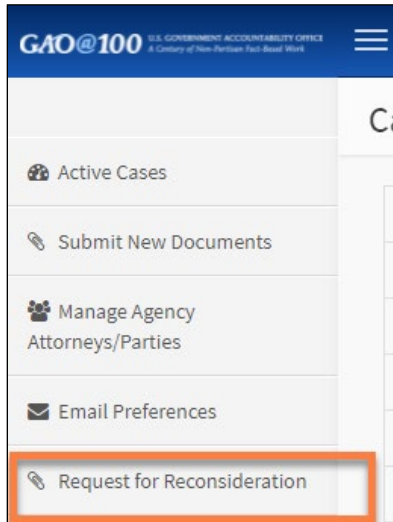 GAO@100 U.S. GOVERNMENT ACCOUNTABILITY OFFICE
A Century of Non-Partisan Fact-Based Work
Ca
Active Cases
Submit New Documents
Manage Agency
Attorneys/Parties
Email Preferences
Request for Reconsideration